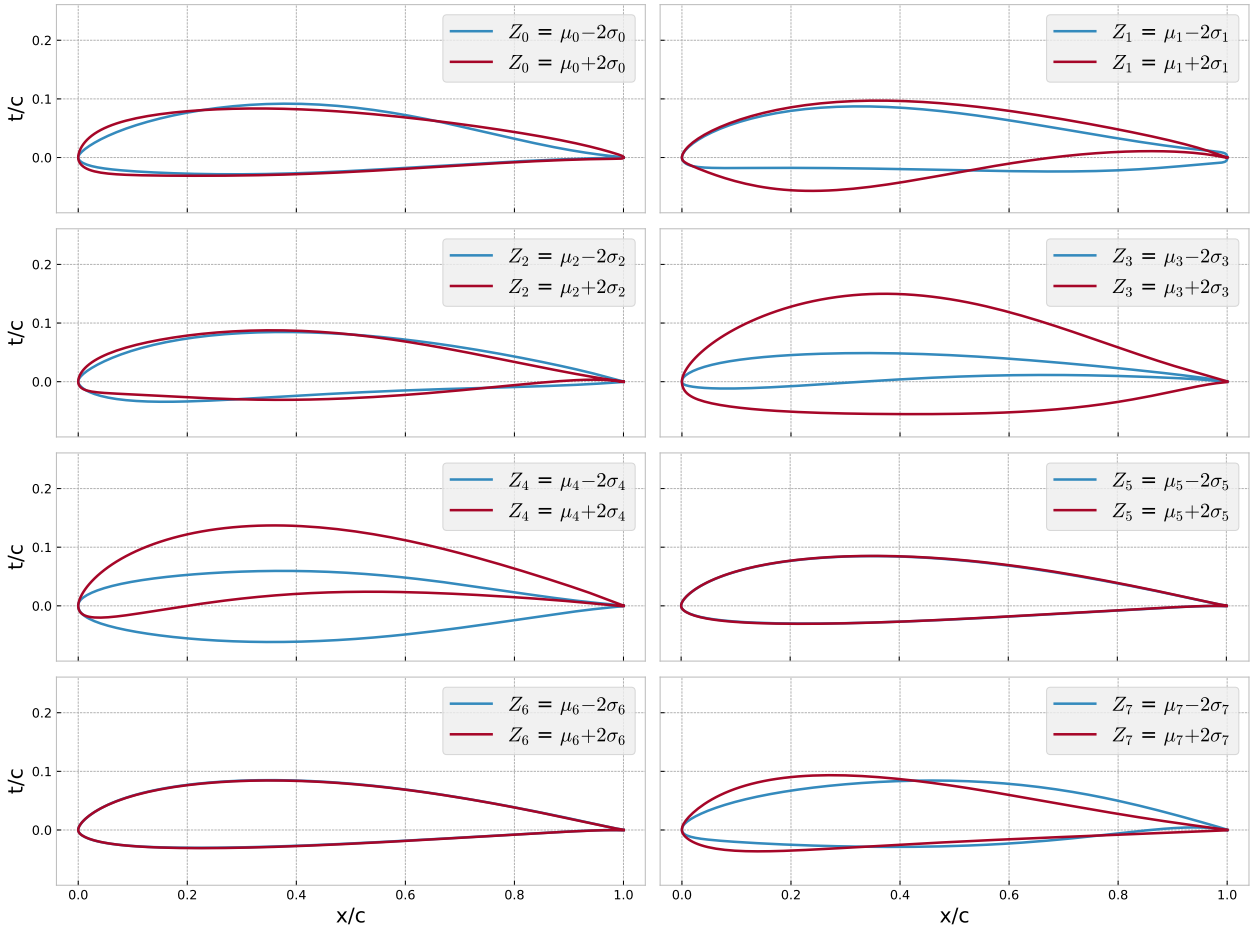 t/c
0.2
0.1
0.0
Z₀ = μ₀−2σ₀
Z₀ = μ₀+2σ₀
Z₁ = μ₁−2σ₁
Z₁ = μ₁+2σ₁
t/c
0.2
0.1
0.0
Z₂ = μ₂−2σ₂
Z₂ = μ₂+2σ₂
Z₃ = μ₃−2σ₃
Z₃ = μ₃+2σ₃
t/c
0.2
0.1
0.0
Z₄ = μ₄−2σ₄
Z₄ = μ₄+2σ₄
Z₅ = μ₅−2σ₅
Z₅ = μ₅+2σ₅
t/c
0.2
0.1
0.0
Z₆ = μ₆−2σ₆
Z₆ = μ₆+2σ₆
Z₇ = μ₇−2σ₇
Z₇ = μ₇+2σ₇
0.0 0.2 0.4 0.6 0.8 1.0
0.0 0.2 0.4 0.6 0.8 1.0
x/c
x/c